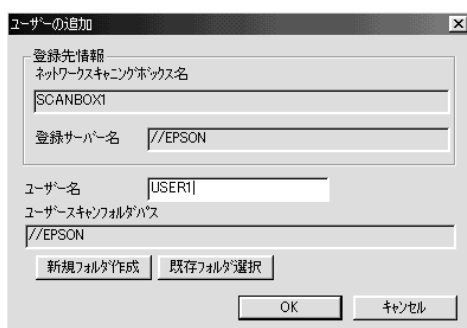 ユーザーの追加
登録先情報
ネットワークスキャニングボックス名
SCANBOX1
登録サーバー名 //EPSON
ユーザー名 USER1
ユーザースキャンフォルダパス
//EPSON
新規フォルダ作成 既存フォルダ選択
OK キャンセル